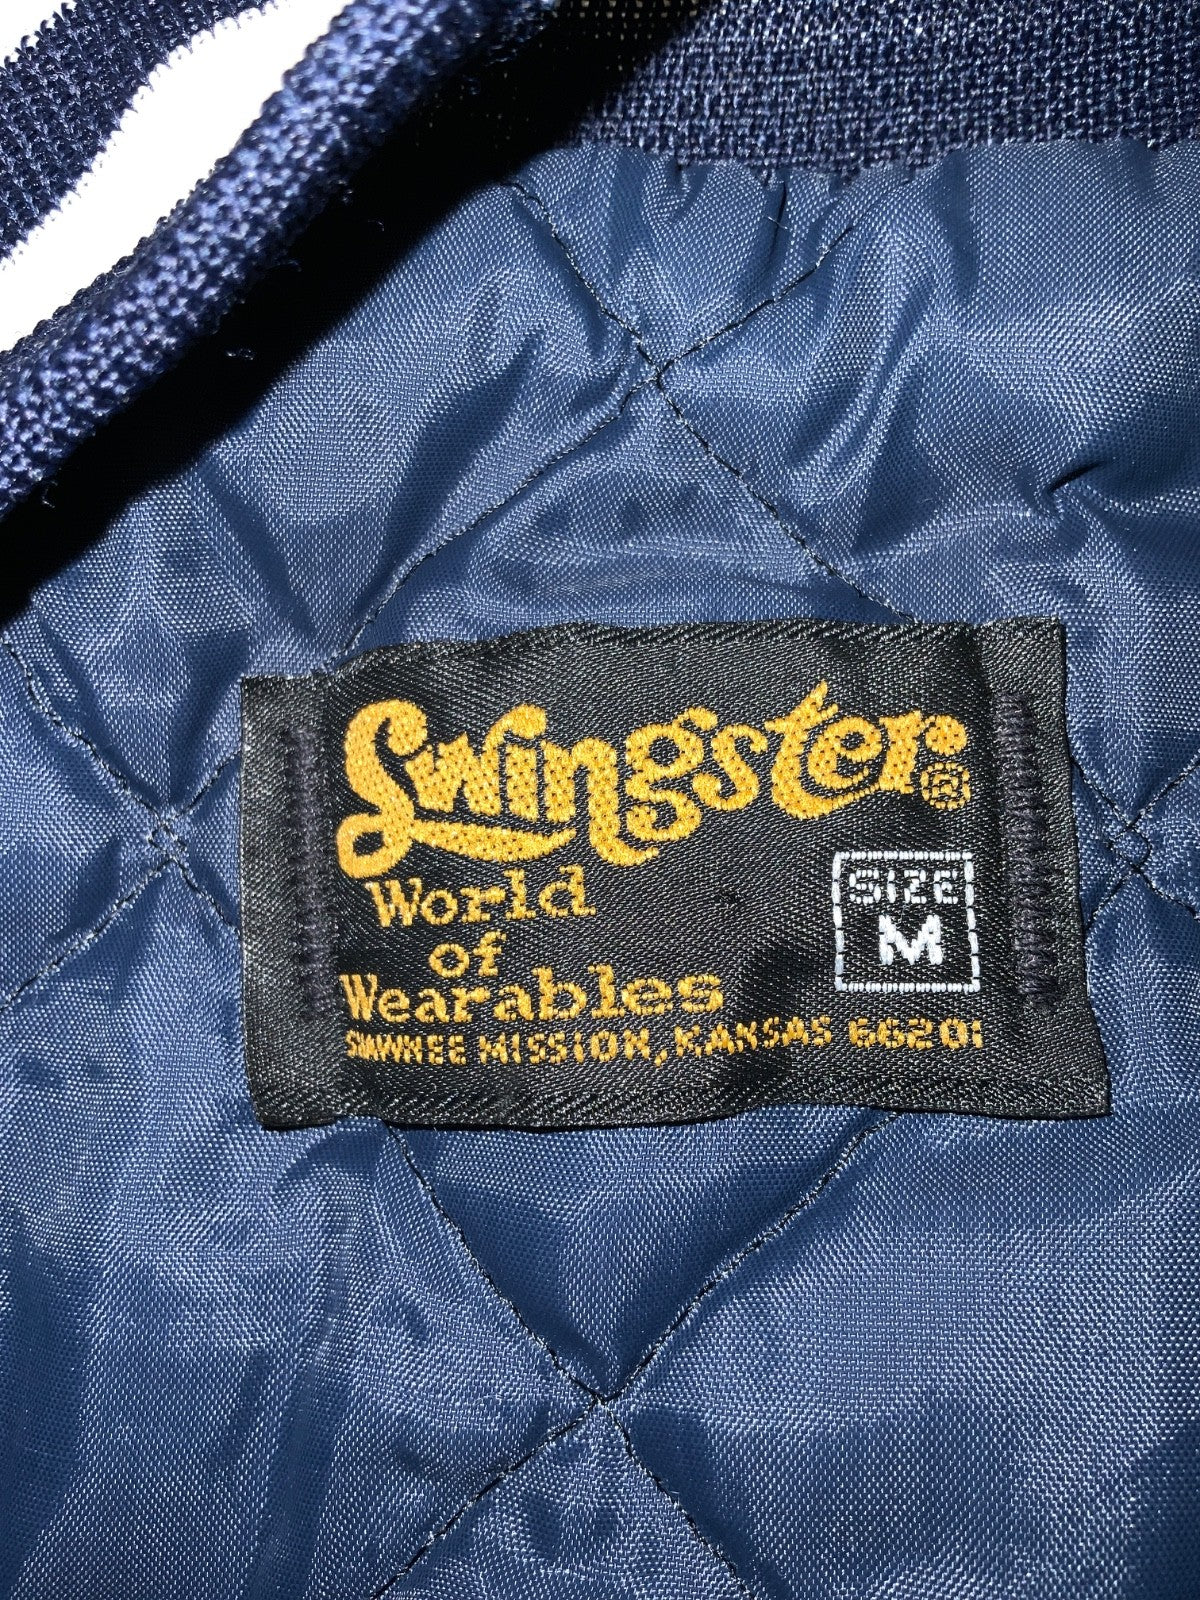 Swingster®
World
of
Wearables
SHAWNEE MISSION, KANSAS 66201
SIZE
M